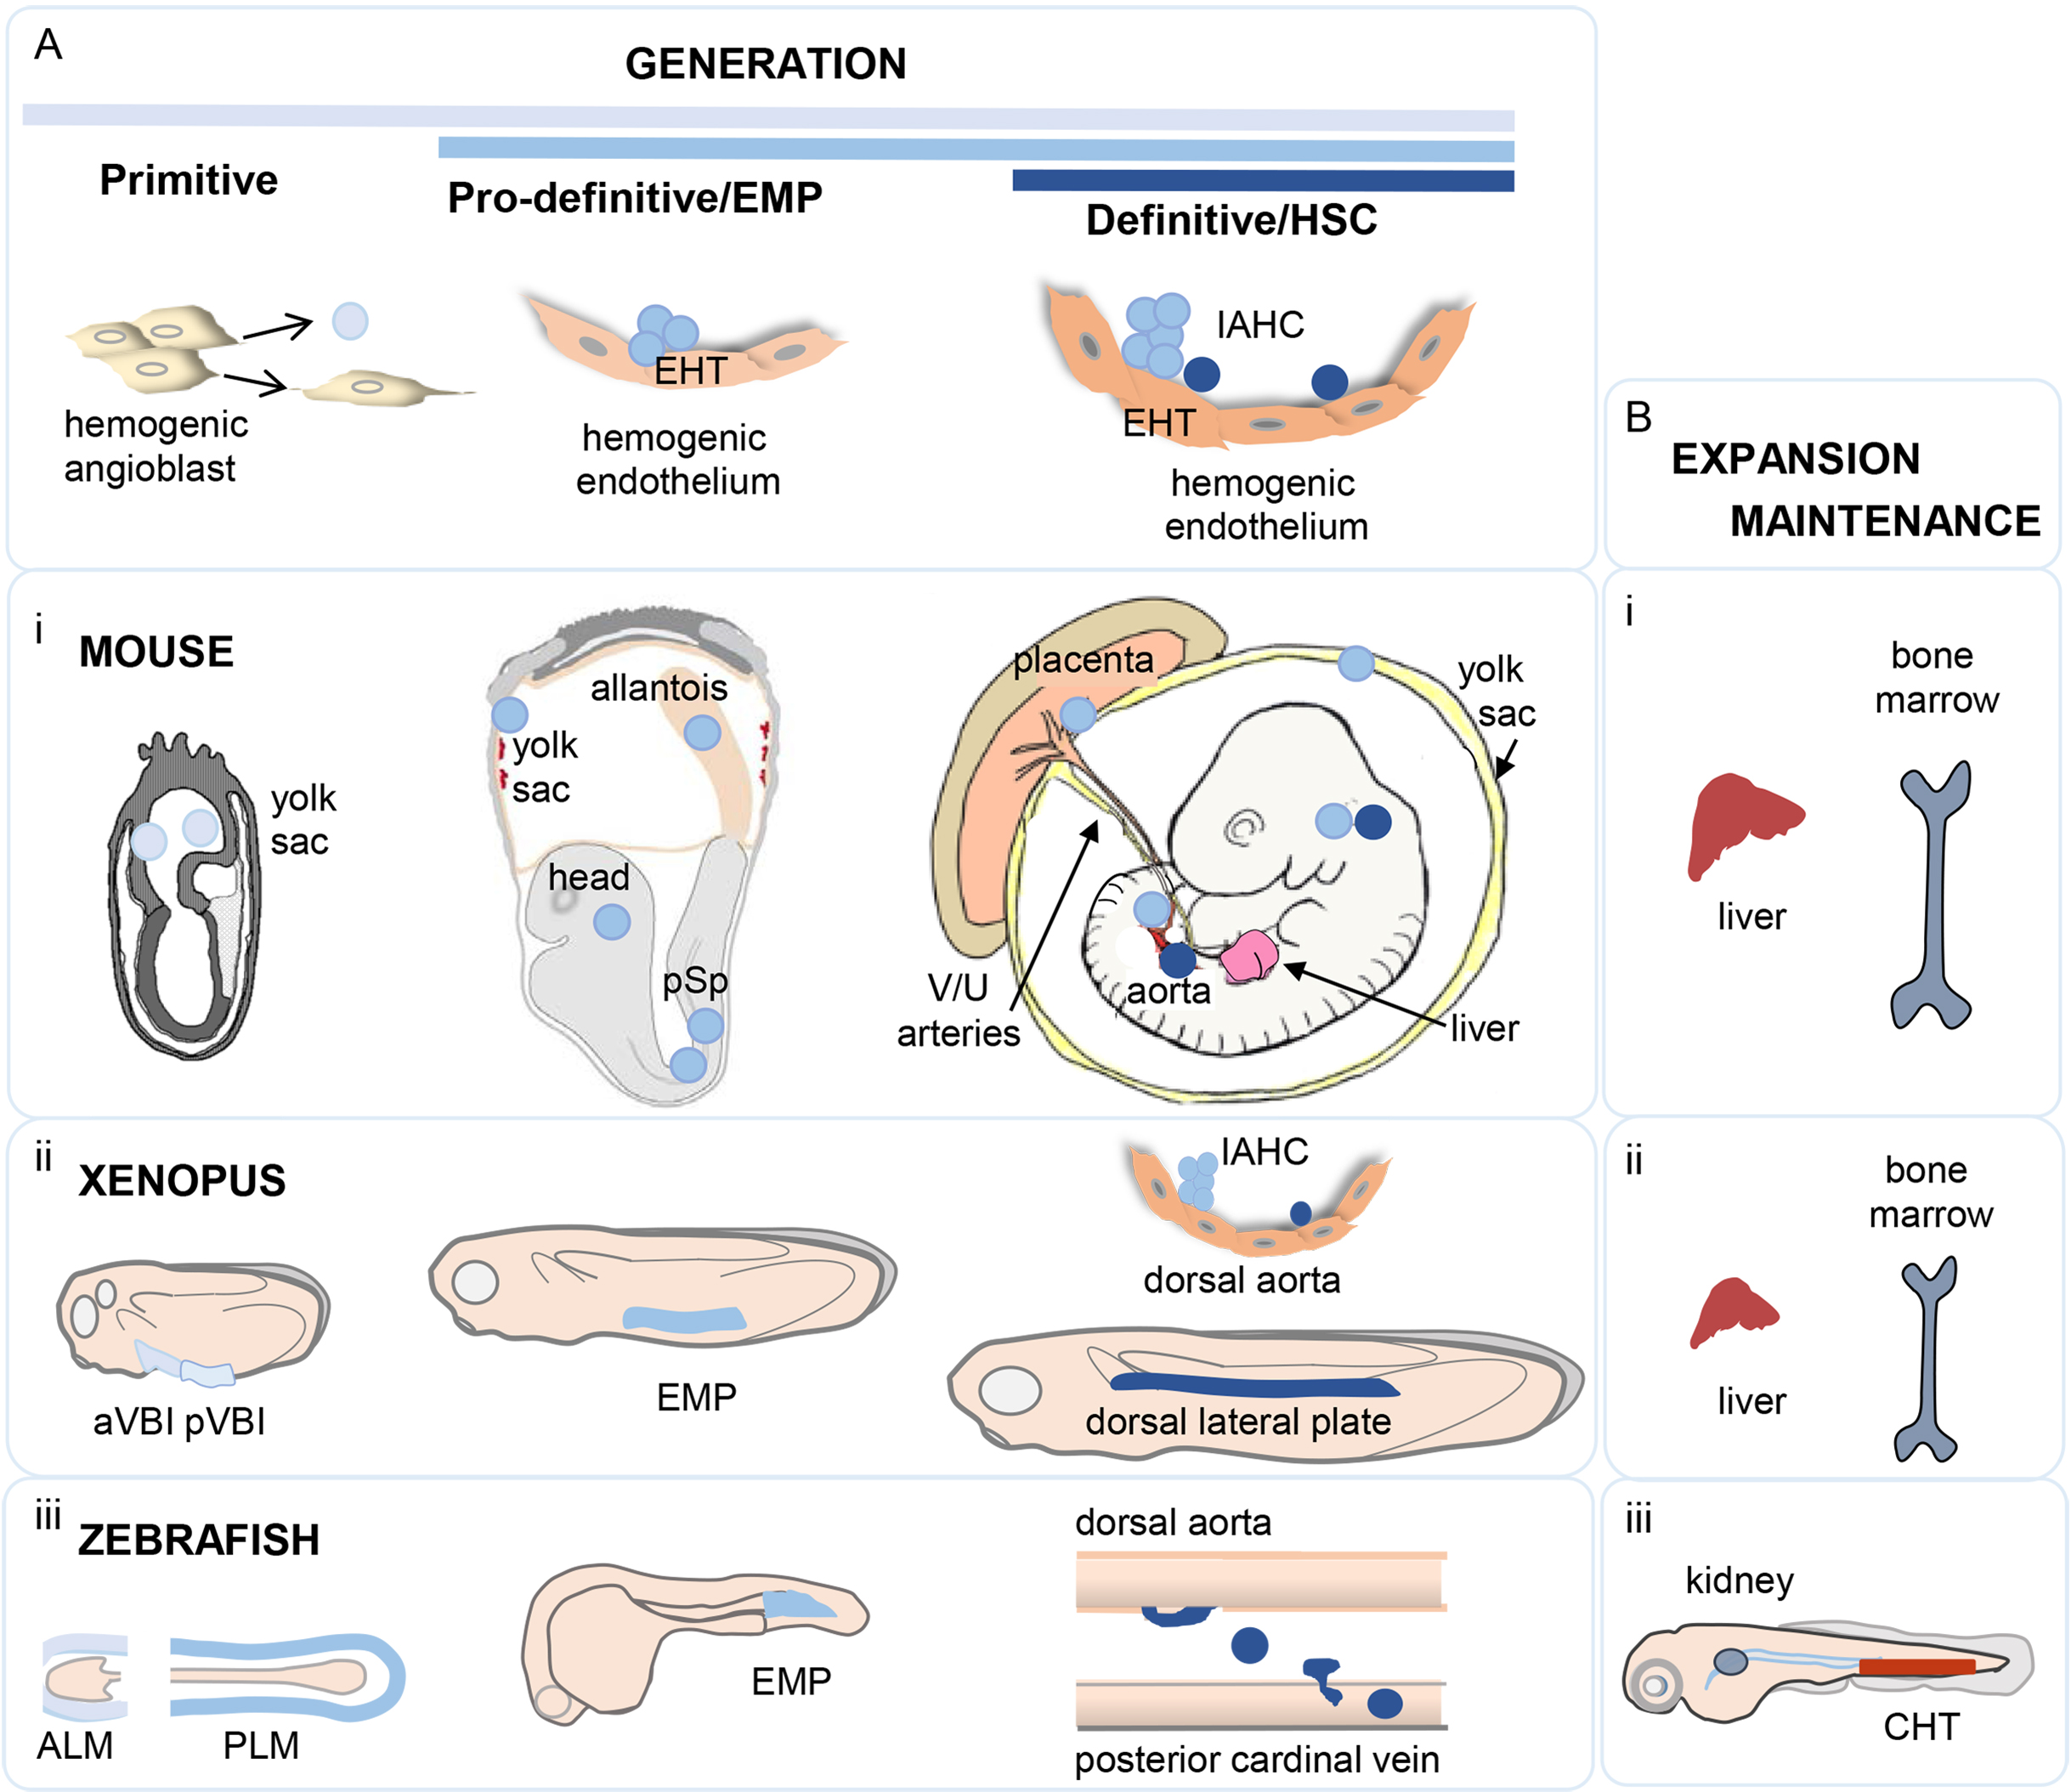 A
GENERATION
Primitive
Pro-definitive/EMP
Definitive/HSC
IAHC
EHT
EHT
hemogenic
angioblast
hemogenic
endothelium
hemogenic
endothelium
B
EXPANSION
MAINTENANCE
i
MOUSE
yolk
sac
allantois
yolk
sac
head
pSp
placenta
yolk
sac
V/U
arteries
aorta
liver
i
bone
marrow
liver
ii
XENOPUS
aVBI pVBI
EMP
IAHC
dorsal aorta
dorsal lateral plate
ii
bone
marrow
liver
iii
ZEBRAFISH
ALM
PLM
EMP
dorsal aorta
posterior cardinal vein
iii
kidney
CHT